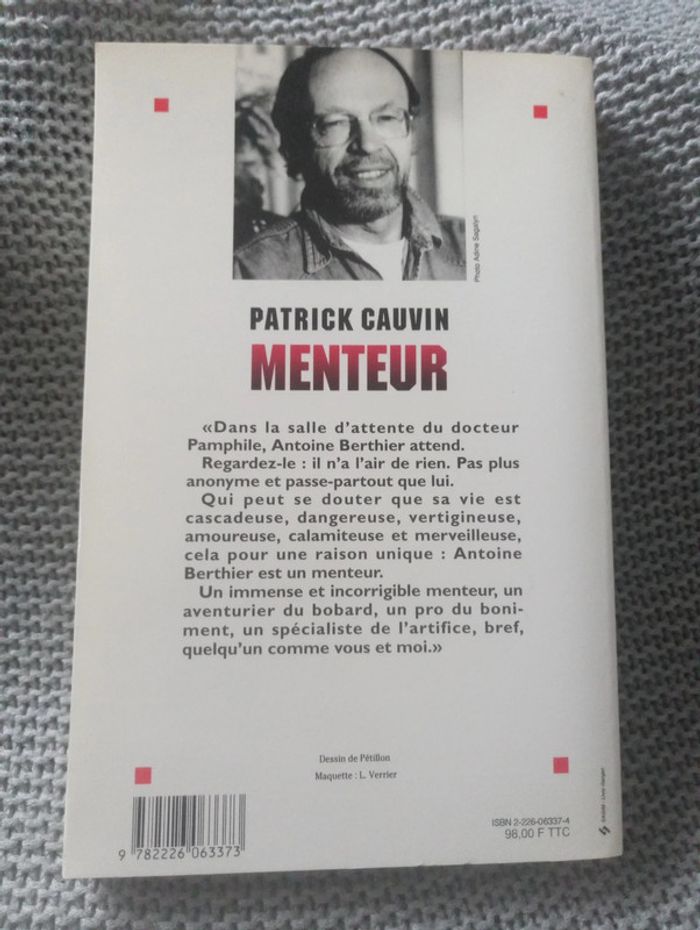 Photo Adine Sagalyn
PATRICK CAUVIN
MENTEUR
«Dans la salle d'attente du docteur
Pamphile, Antoine Berthier attend.
Regardez-le : il n'a l'air de rien. Pas plus
anonyme et passe-partout que lui.
Qui peut se douter que sa vie est
cascadeuse, dangereuse, vertigineuse,
amoureuse, calamiteuse et merveilleuse,
cela pour une raison unique : Antoine
Berthier est un menteur.
Un immense et incorrigible menteur, un
aventurier du bobard, un pro du boni-
ment, un spécialiste de l'artifice, bref,
quelqu'un comme vous et moi.»
Dessin de Pétillon
Maquette : L. Verrier
ISBN 2-226-06337-4
98,00 F TTC
9 782226 063373